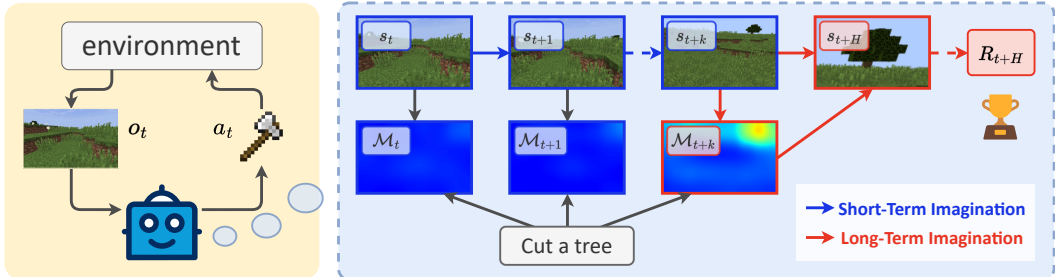 environment
o_t
a_t
s_t
s_{t+1}
s_{t+k}
s_{t+H}
R_{t+H}
M_t
M_{t+1}
M_{t+k}
Cut a tree
Short-Term Imagination
Long-Term Imagination